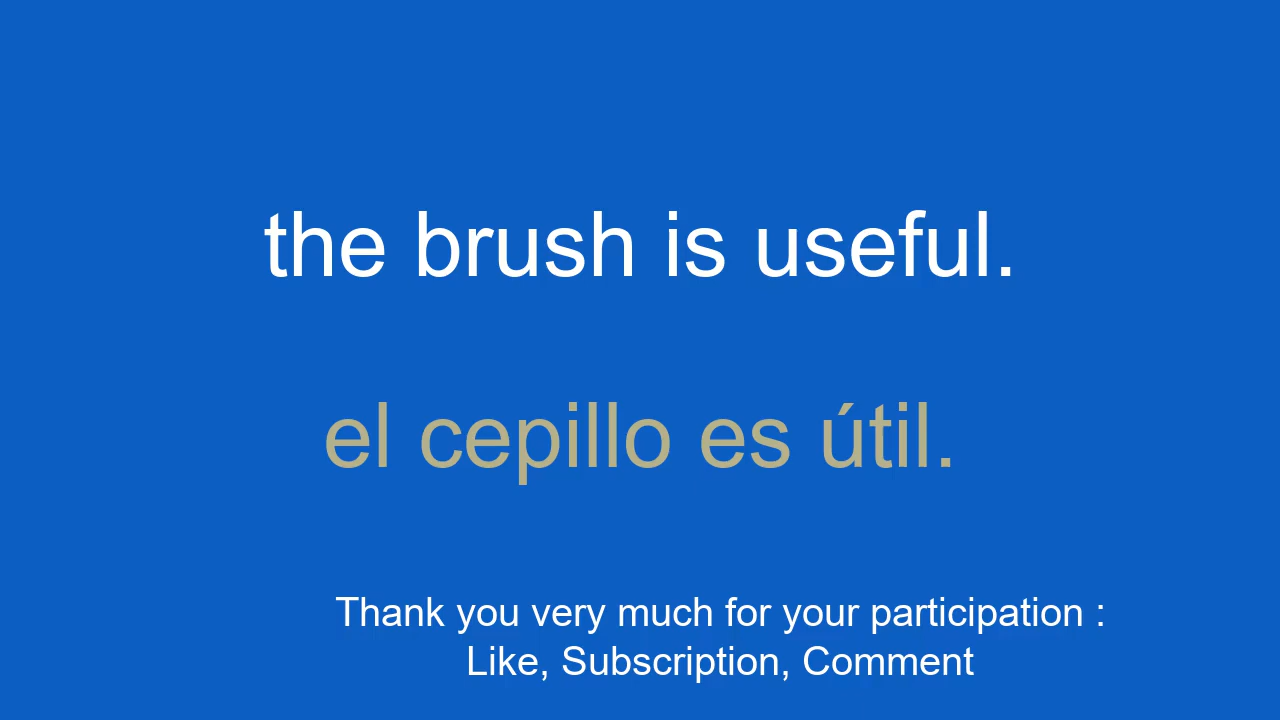 the brush is useful.
el cepillo es útil.
Thank you very much for your participation :
Like, Subscription, Comment